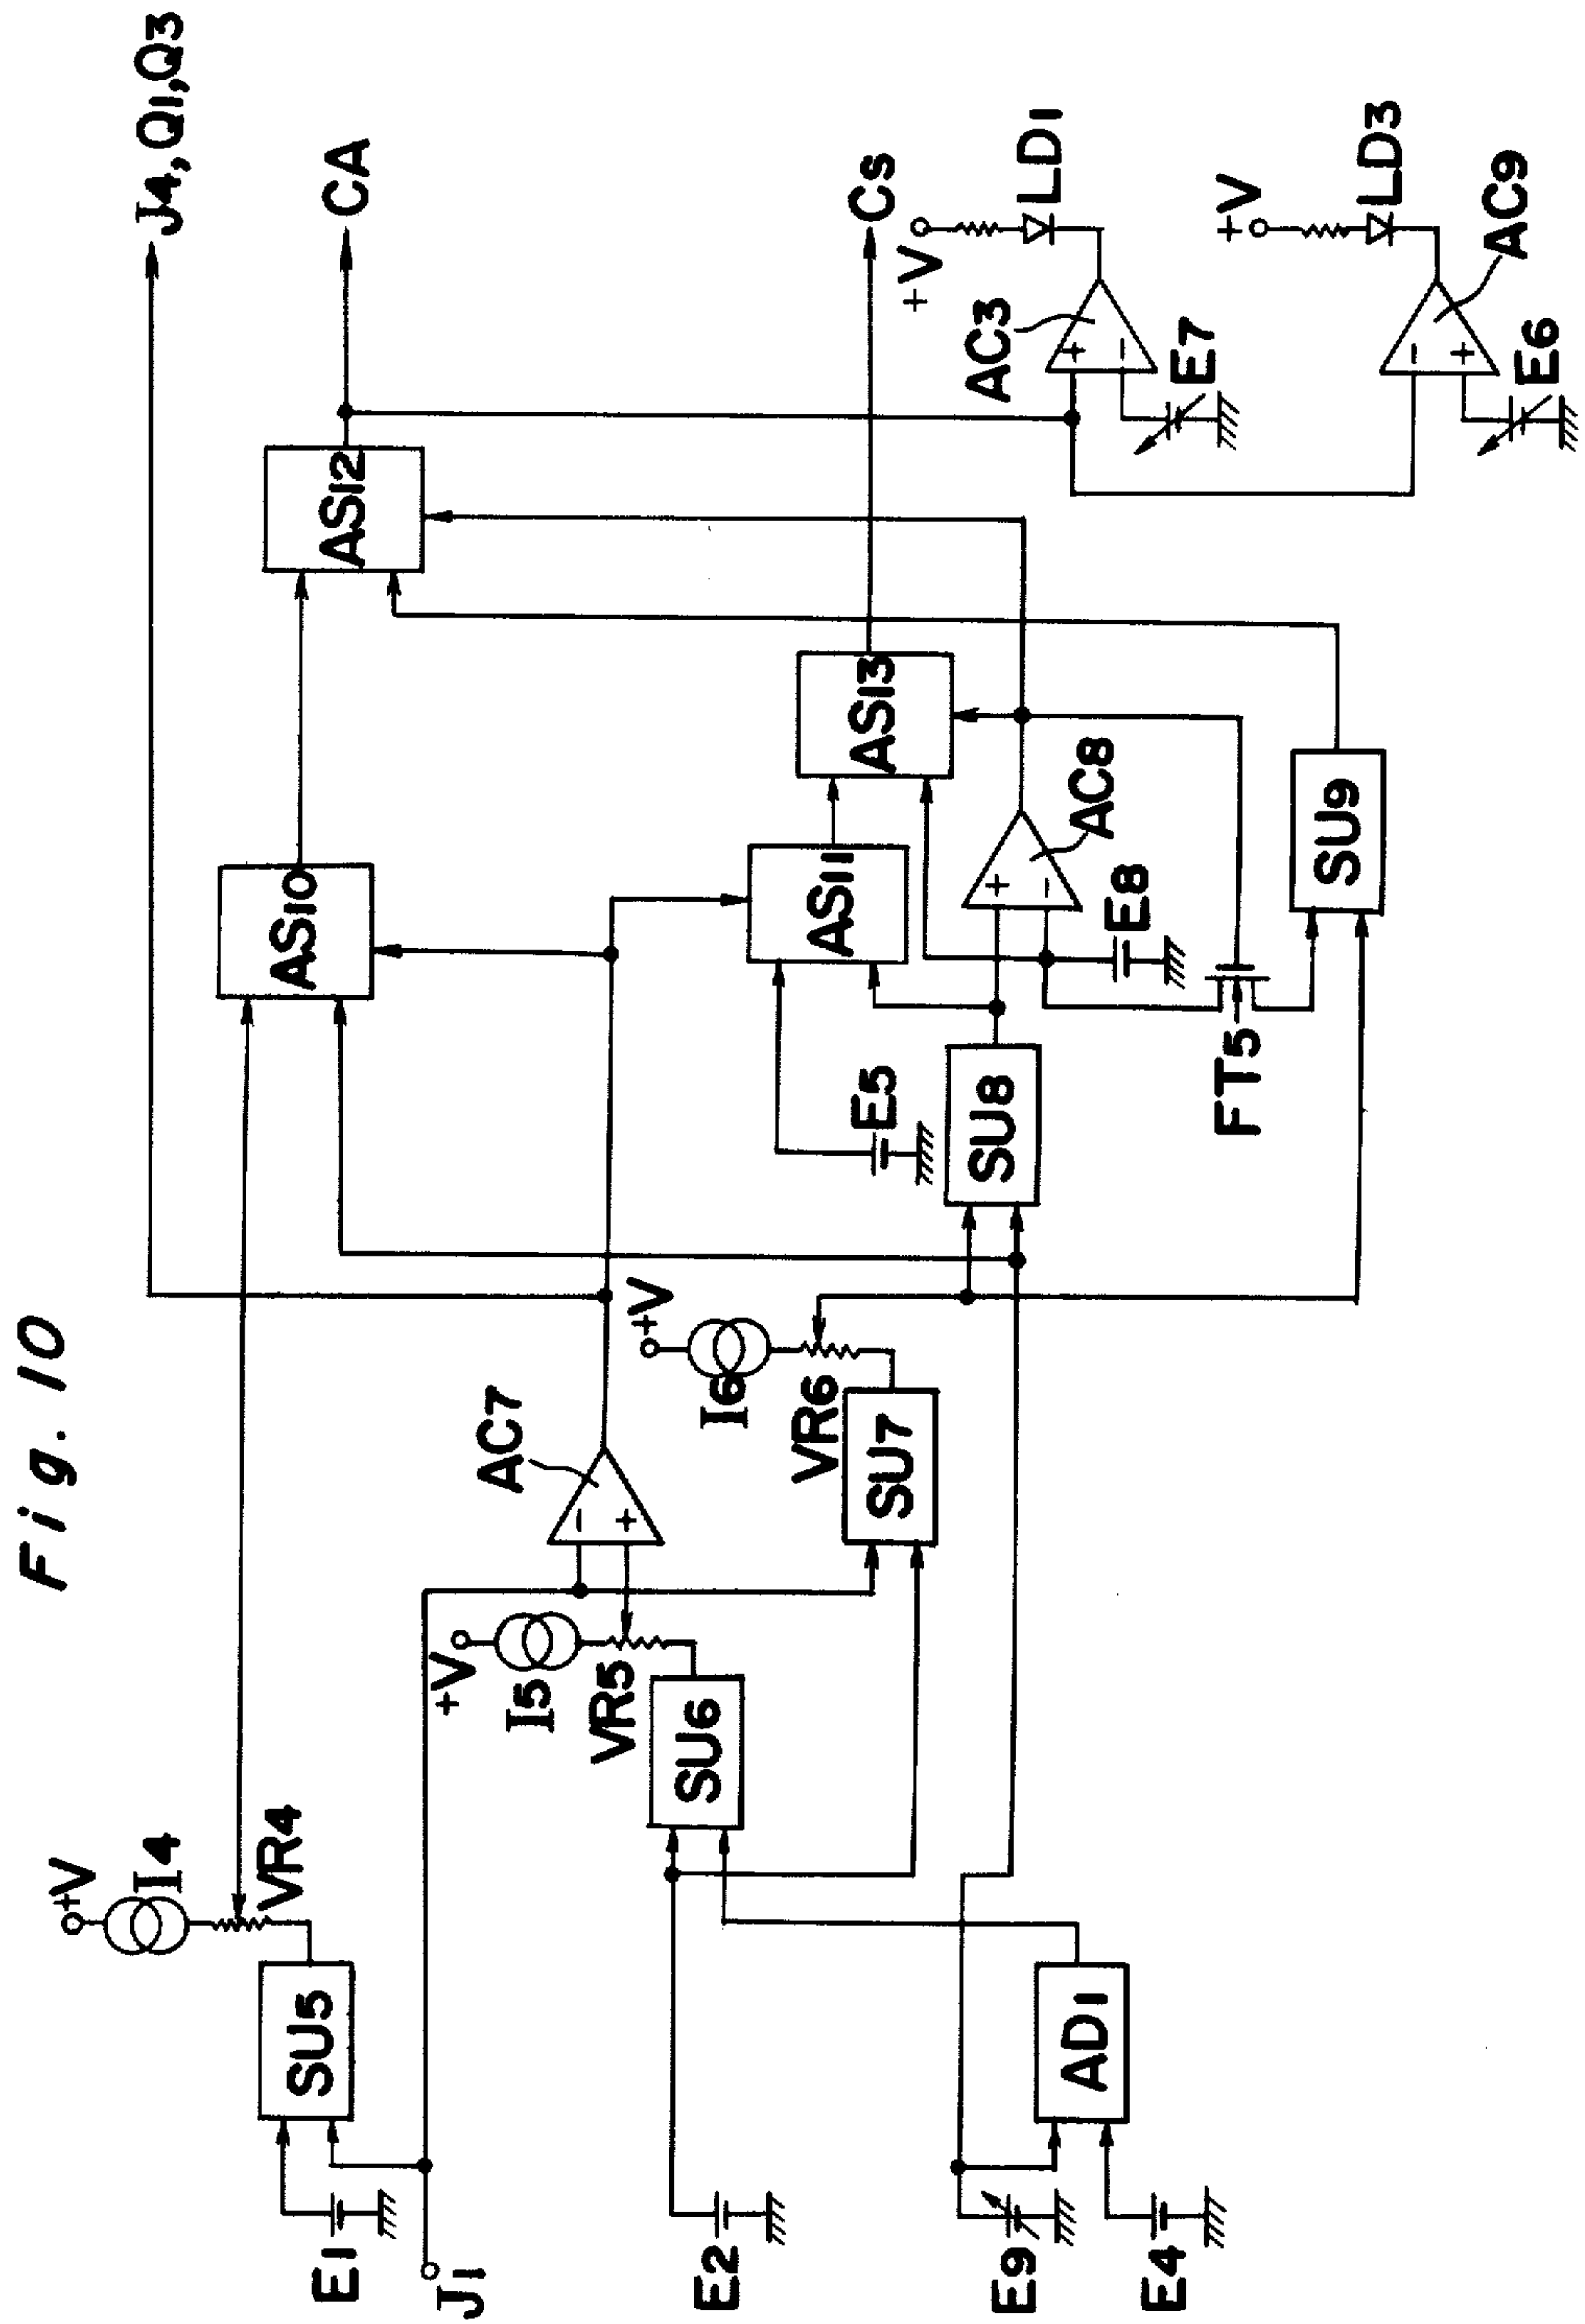 Fig. 10
J4, Q1, Q3
CA
Cs
+V
LD1
+V
LD3
AC3
AC9
E7
E6
AS12
AS13
AC8
SU9
AS10
AS11
E8
E5
SU8
FT5
+V
I6
VR6
AC7
SU7
+V
I5
VR5
SU6
+V
I4
VR4
SU5
AD1
E1
J1
E2
E9
E4
+
−
−
+
+
−
−
+